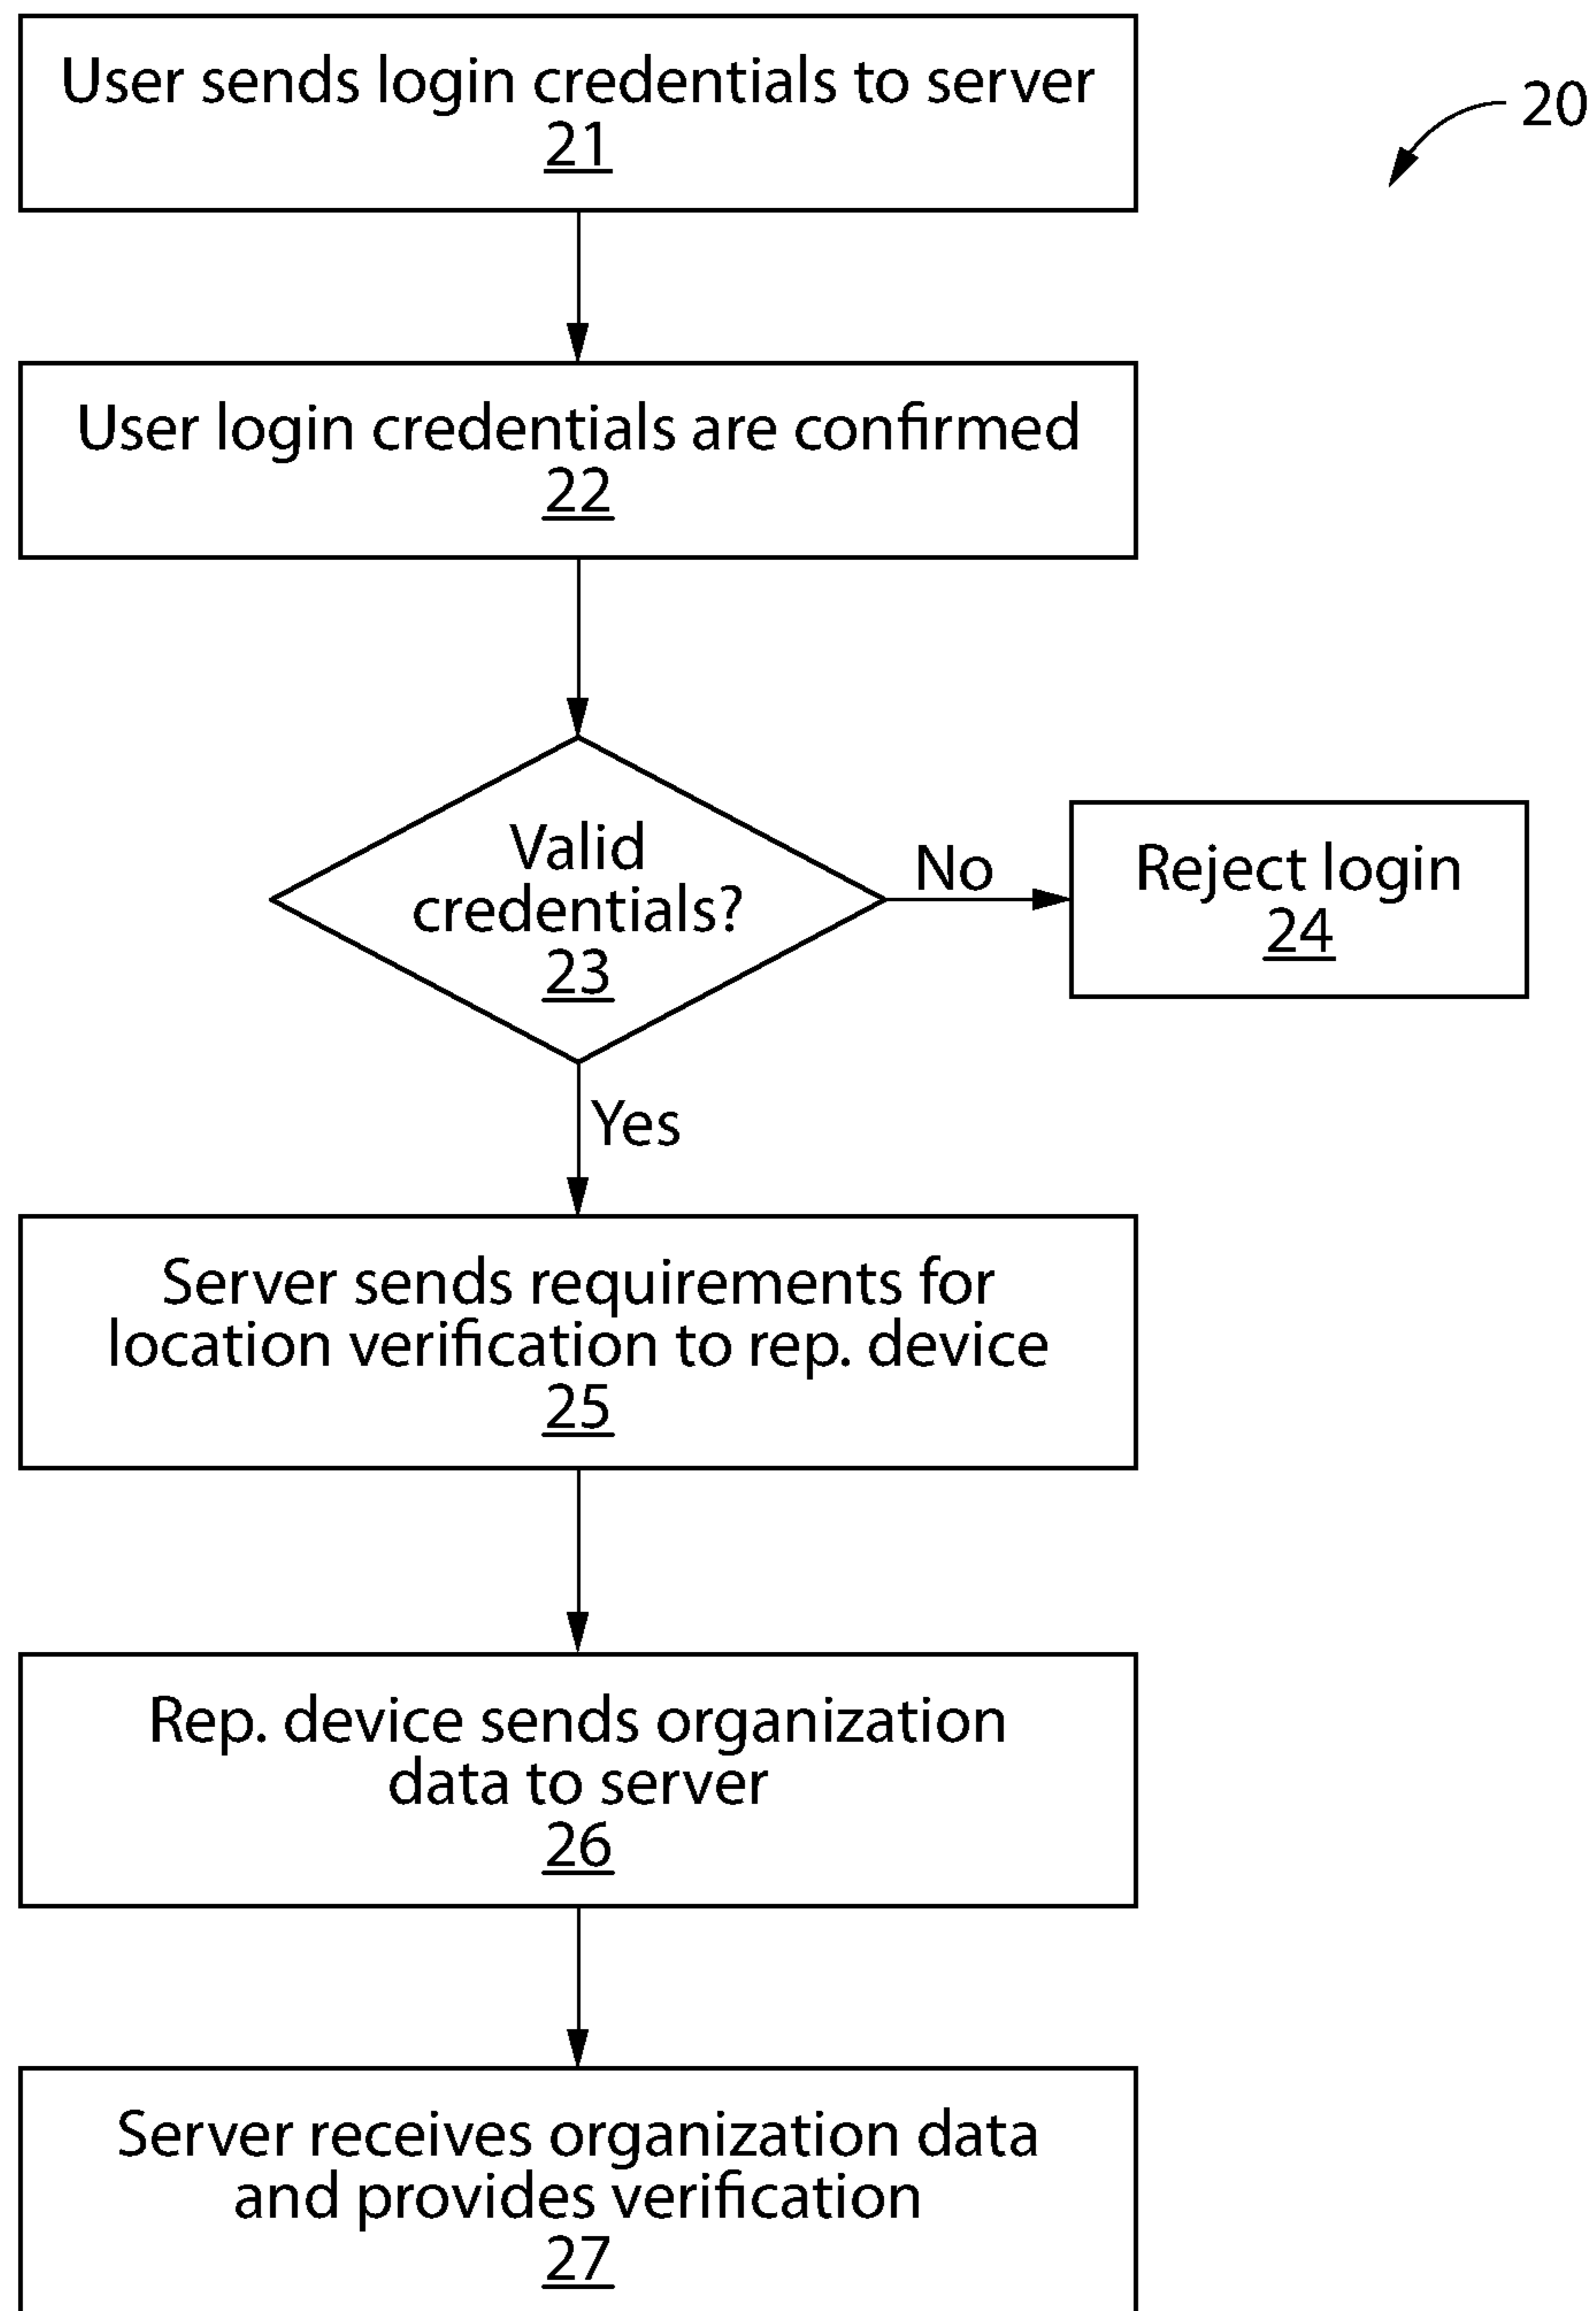 User sends login credentials to server
21
20
User login credentials are confirmed
22
Valid
credentials?
23
No
Reject login
24
Yes
Server sends requirements for
location verification to rep. device
25
Rep. device sends organization
data to server
26
Server receives organization data
and provides verification
27